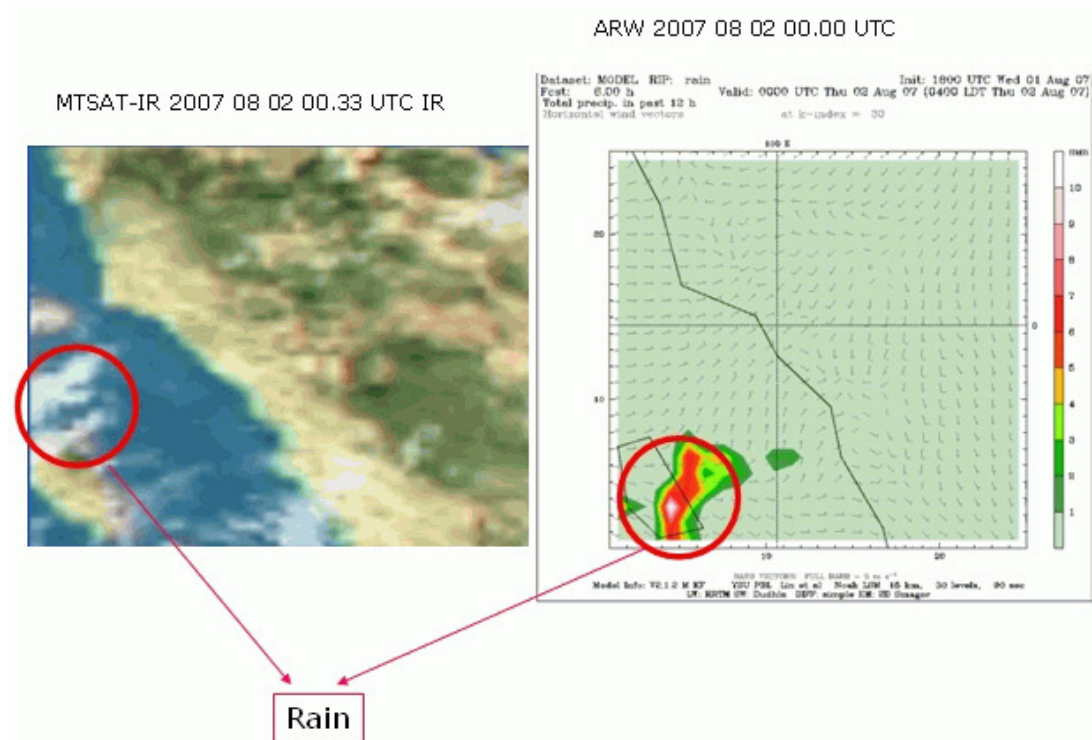 ARW 2007 08 02 00.00 UTC
MTSAT-IR 2007 08 02 00.33 UTC IR
Dataset: MODEL RIP: rain Init: 1800 UTC Wed 01 Aug 07
Fcst: 6.00 h Valid: 0000 UTC Thu 02 Aug 07 (0400 LDT Thu 02 Aug 07)
Total precip. in past 12 h
Horizontal wind vectors at k-index = 30
100 E
mm
10
9
8
7
6
5
4
3
2
1
20
10
0
10
20
Model Info: V2.1.2 M KF YSU PBL Lin et al Noah LSM 15 km, 30 levels, 90 sec
LW: RRTM SW: Dudhia DIFF: simple KM: 2D Smagor
Rain